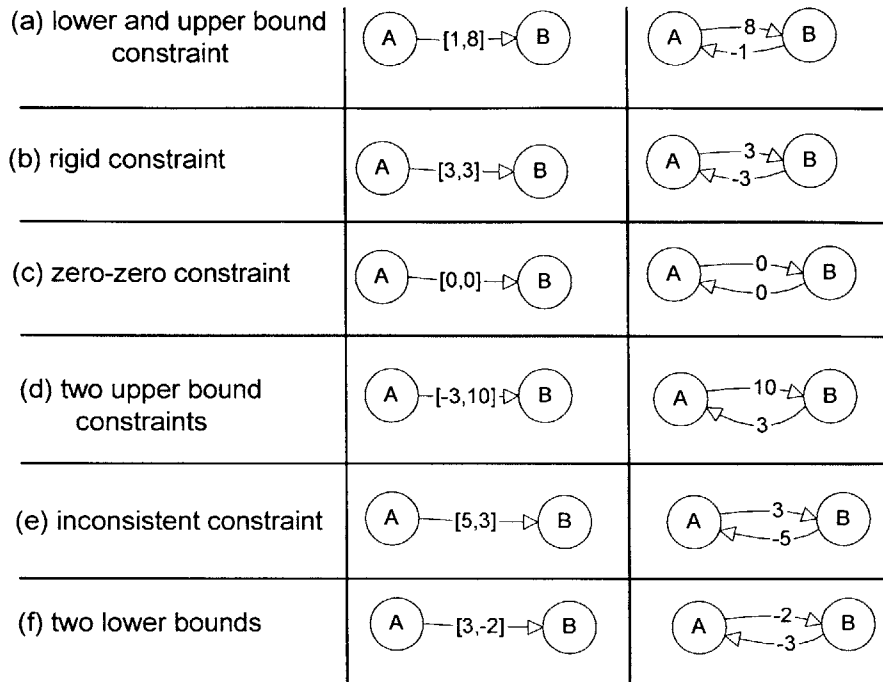 (a) lower and upper bound
constraint
A [1,8] B
A 8 B
-1
(b) rigid constraint
A [3,3] B
A 3 B
-3
(c) zero-zero constraint
A [0,0] B
A 0 B
0
(d) two upper bound
constraints
A [-3,10] B
A 10 B
3
(e) inconsistent constraint
A [5,3] B
A 3 B
-5
(f) two lower bounds
A [3,-2] B
A -2 B
-3